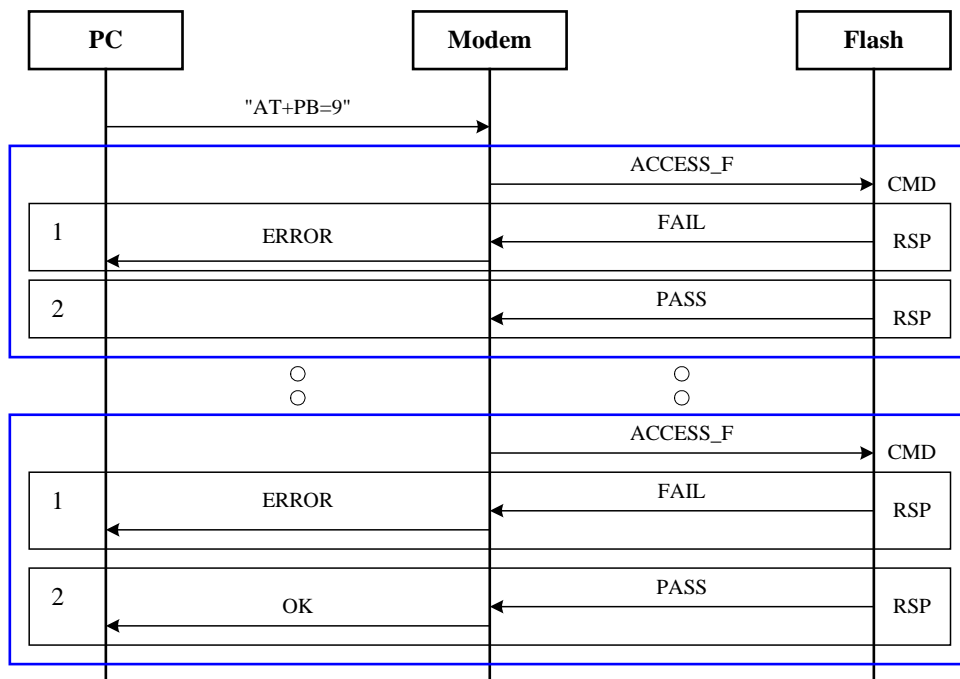 PC
Modem
Flash
"AT+PB=9"
ACCESS_F
CMD
1
ERROR
FAIL
RSP
2
PASS
RSP
ACCESS_F
CMD
1
ERROR
FAIL
RSP
2
OK
PASS
RSP